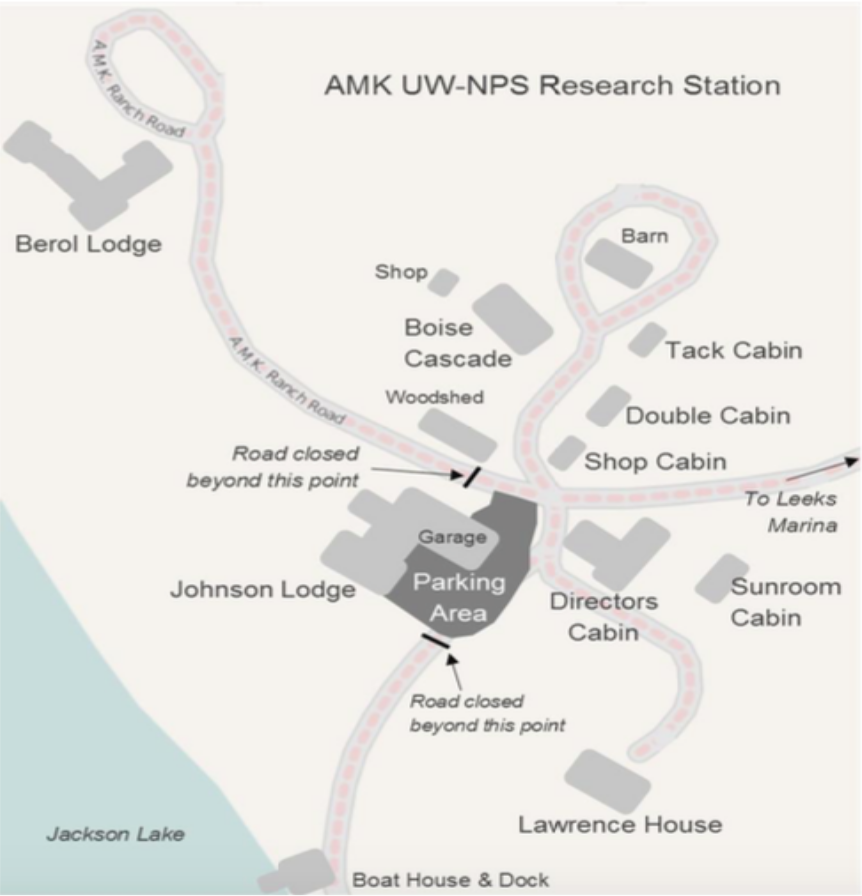 AMK UW-NPS Research Station
A.M.K. Ranch Road
Berol Lodge
Barn
Shop
Boise
Cascade
Tack Cabin
A.M.K. Ranch Road
Woodshed
Double Cabin
Road closed
beyond this point
Shop Cabin
To Leeks
Marina
Garage
Johnson Lodge
Parking
Area
Directors
Cabin
Sunroom
Cabin
Road closed
beyond this point
Lawrence House
Jackson Lake
Boat House & Dock